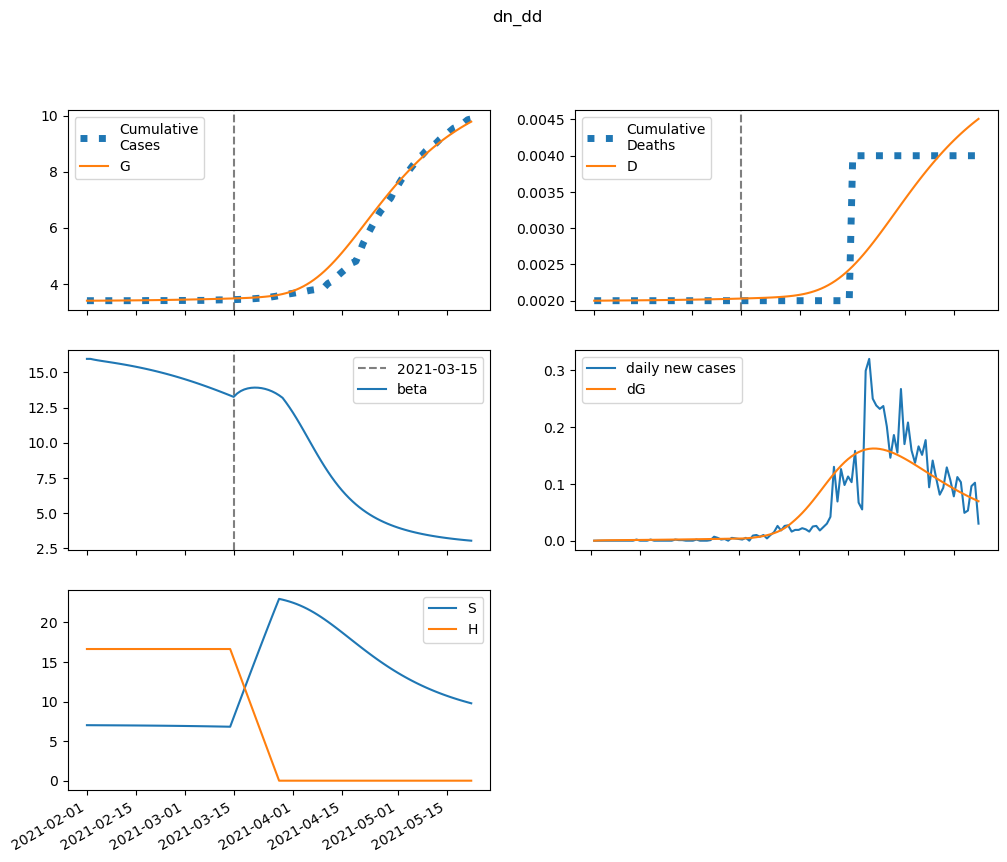 dn_dd
10
8
6
4
Cumulative
Cases
G
0.0045
0.0040
0.0035
0.0030
0.0025
0.0020
Cumulative
Deaths
D
15.0
12.5
10.0
7.5
5.0
2.5
2021-03-15
beta
0.3
0.2
0.1
0.0
daily new cases
dG
20
15
10
5
0
S
H
2021-02-01
2021-02-15
2021-03-01
2021-03-15
2021-04-01
2021-04-15
2021-05-01
2021-05-15